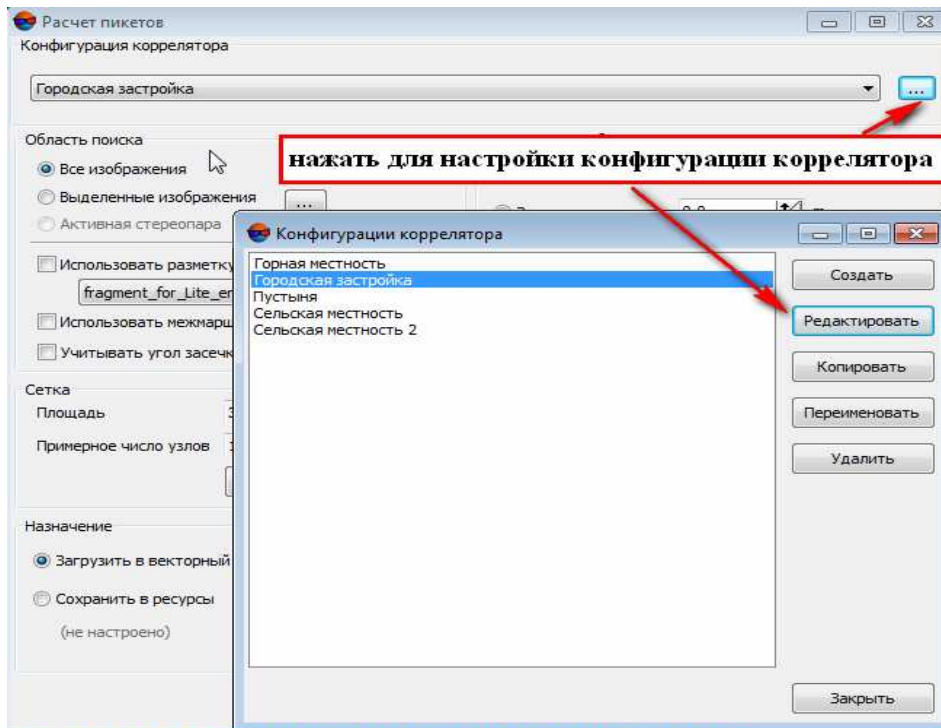 Расчет пикетов
Конфигурация коррелятора
Городская застройка
...
Область поиска
Все изображения
нажать для настройки конфигурации коррелятора
Выделенные изображения
...
Активная стереопара
Использовать разметку
fragment_for_Lite_er
Использовать межмарш
Учитывать угол засечк
Сетка
Площадь
Примерное число узлов
Назначение
Загрузить в векторный
Сохранить в ресурсы
(не настроено)
Конфигурации коррелятора
Горная местность
Городская застройка
Пустыня
Сельская местность
Сельская местность 2
Создать
Редактировать
Копировать
Переименовать
Удалить
Закрыть